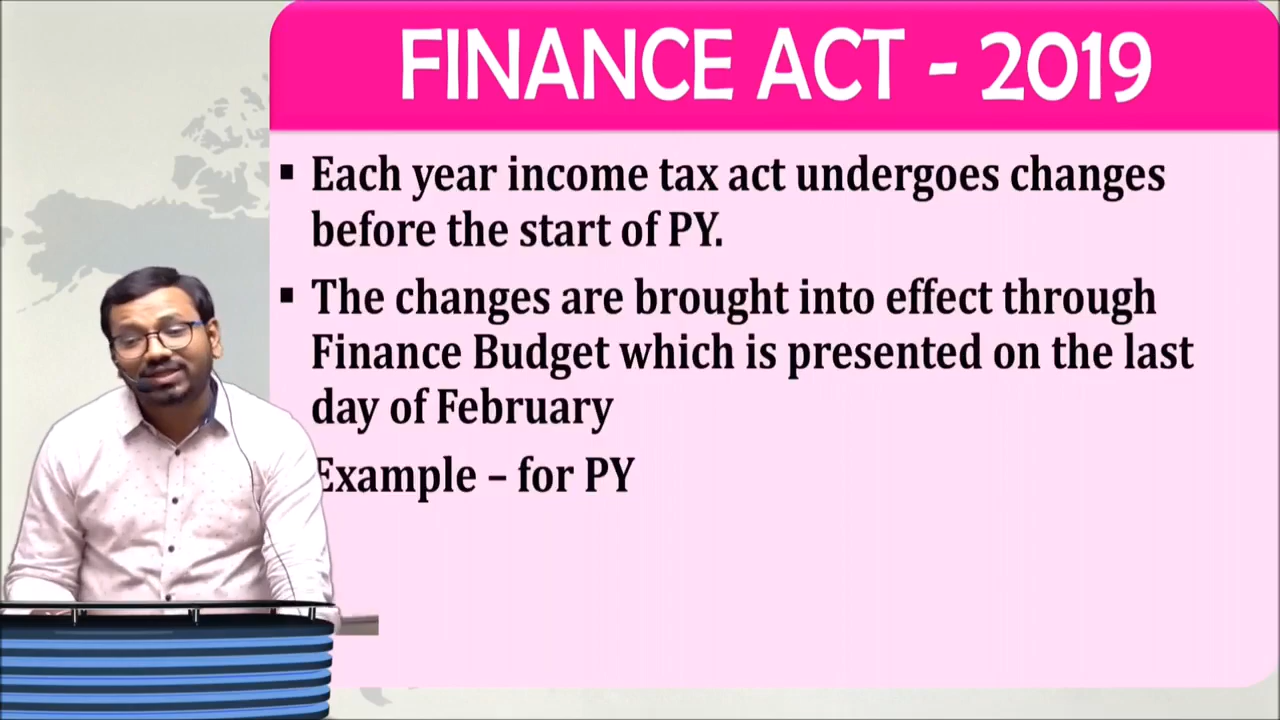 FINANCE ACT - 2019
▪ Each year income tax act undergoes changes
before the start of PY.
▪ The changes are brought into effect through
Finance Budget which is presented on the last
day of February
Example – for PY